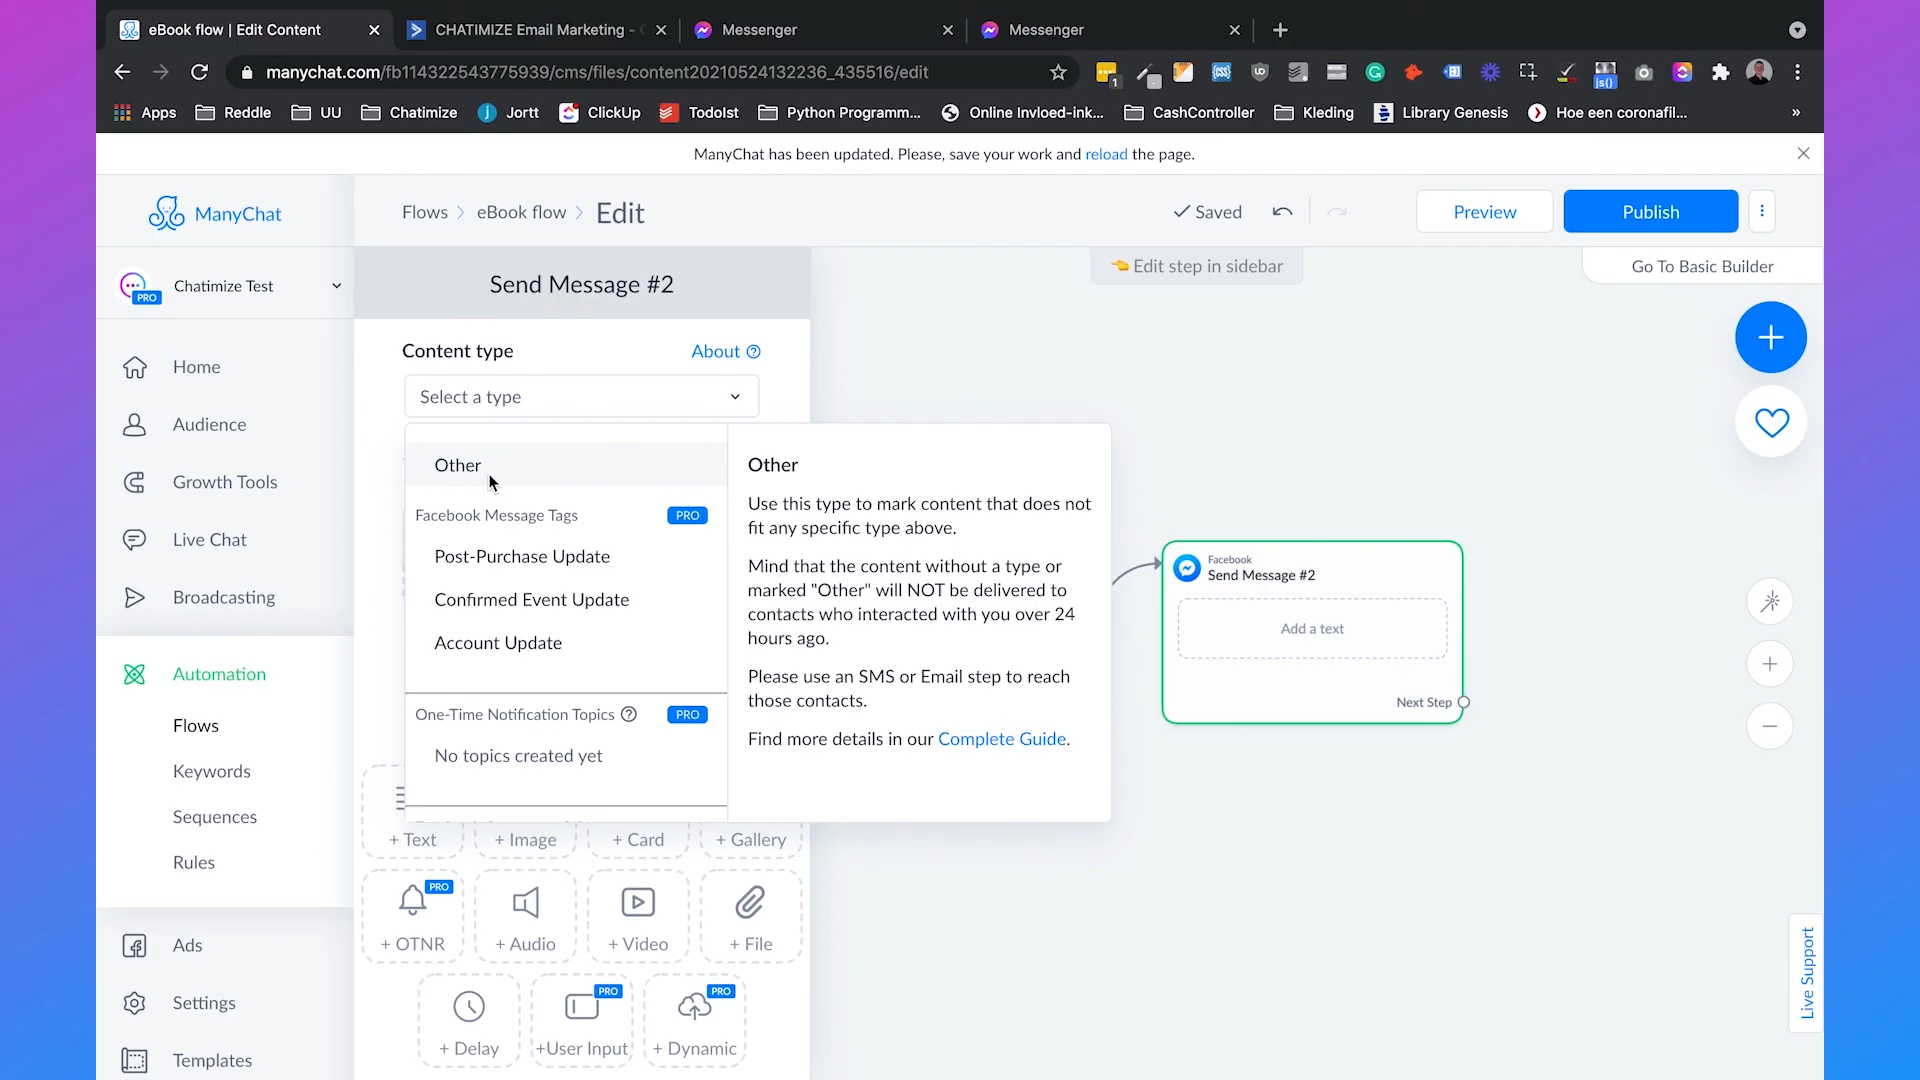 eBook flow | Edit Content
CHATIMIZE Email Marketing -
Messenger
Messenger
manychat.com/fb114322543775939/cms/files/content20210524132236_435516/edit
1
js()
Apps
Reddle
UU
Chatimize
Jortt
ClickUp
TodoIst
Python Programm...
Online Invloed-ink...
CashController
Kleding
Library Genesis
Hoe een coronafil...
»
ManyChat has been updated. Please, save your work and reload the page.
ManyChat
Flows
eBook flow
Edit
Saved
Preview
Publish
PRO
Chatimize Test
Send Message #2
Edit step in sidebar
Go To Basic Builder
Home
Audience
Growth Tools
Live Chat
Broadcasting
Automation
Flows
Keywords
Sequences
Rules
Ads
Settings
Templates
Content type
About
Select a type
Other
Facebook Message Tags
PRO
Post-Purchase Update
Confirmed Event Update
Account Update
One-Time Notification Topics
PRO
No topics created yet
Other
Use this type to mark content that does not
fit any specific type above.
Mind that the content without a type or
marked "Other" will NOT be delivered to
contacts who interacted with you over 24
hours ago.
Please use an SMS or Email step to reach
those contacts.
Find more details in our Complete Guide.
+ Text
+ Image
+ Card
+ Gallery
PRO
+ OTNR
+ Audio
+ Video
+ File
+ Delay
PRO
+User Input
PRO
+ Dynamic
Facebook
Send Message #2
Add a text
Next Step
Live Support